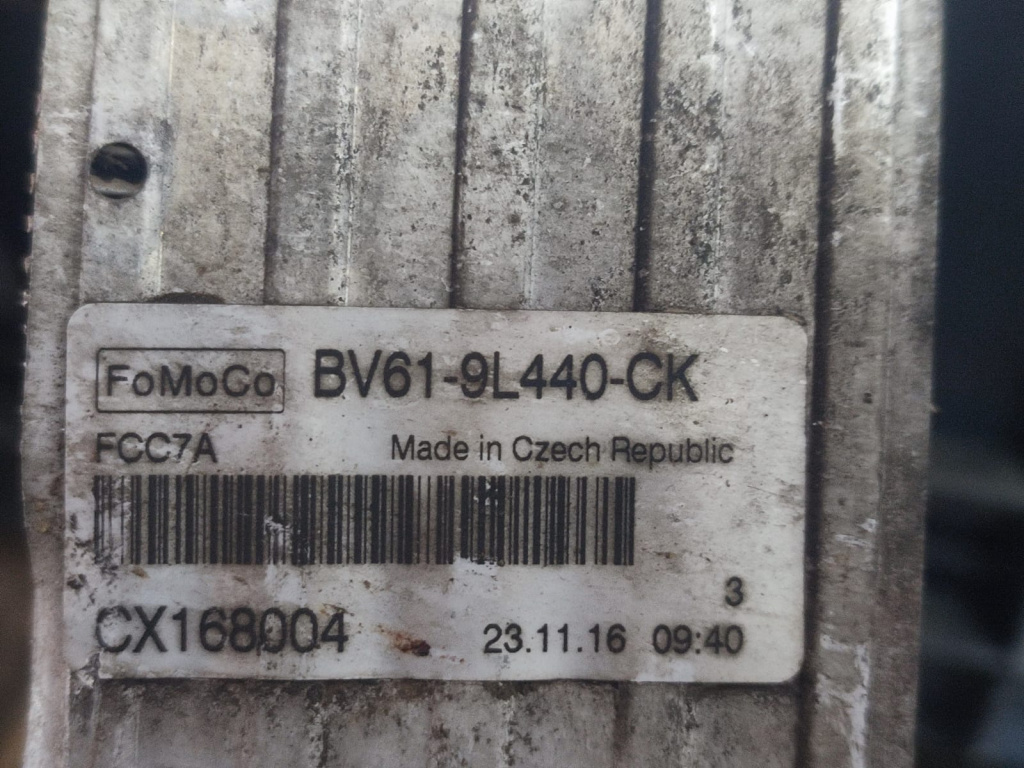 FoMoCo BV61-9L440-CK
FCC7A Made in Czech Republic
3
CX168004 23.11.16 09:40